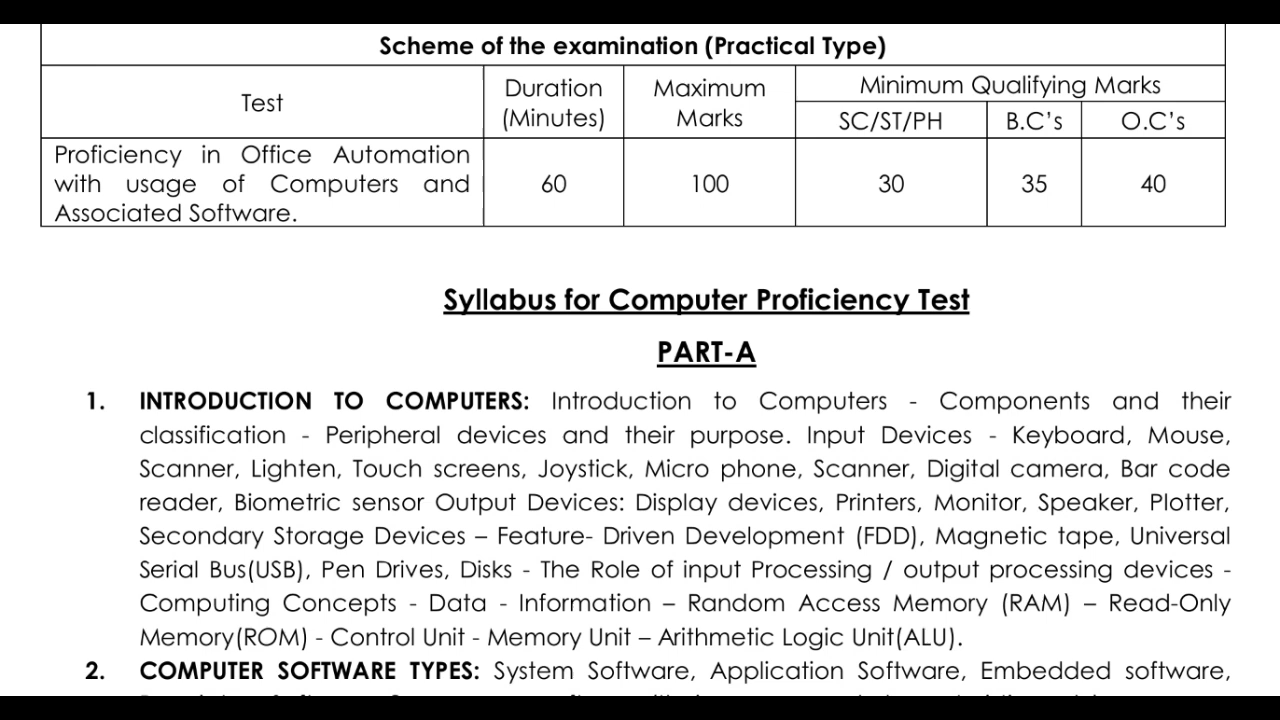 Scheme of the examination (Practical Type)
Test
Duration
(Minutes)
Maximum
Marks
Minimum Qualifying Marks
SC/ST/PH
B.C's
O.C's
Proficiency in Office Automation
with usage of Computers and
Associated Software.
60
100
30
35
40
Syllabus for Computer Proficiency Test
PART-A
1. INTRODUCTION TO COMPUTERS: Introduction to Computers - Components and their
classification - Peripheral devices and their purpose. Input Devices - Keyboard, Mouse,
Scanner, Lighten, Touch screens, Joystick, Micro phone, Scanner, Digital camera, Bar code
reader, Biometric sensor Output Devices: Display devices, Printers, Monitor, Speaker, Plotter,
Secondary Storage Devices – Feature- Driven Development (FDD), Magnetic tape, Universal
Serial Bus(USB), Pen Drives, Disks - The Role of input Processing / output processing devices -
Computing Concepts - Data - Information – Random Access Memory (RAM) – Read-Only
Memory(ROM) - Control Unit - Memory Unit – Arithmetic Logic Unit(ALU).
2. COMPUTER SOFTWARE TYPES: System Software, Application Software, Embedded software,